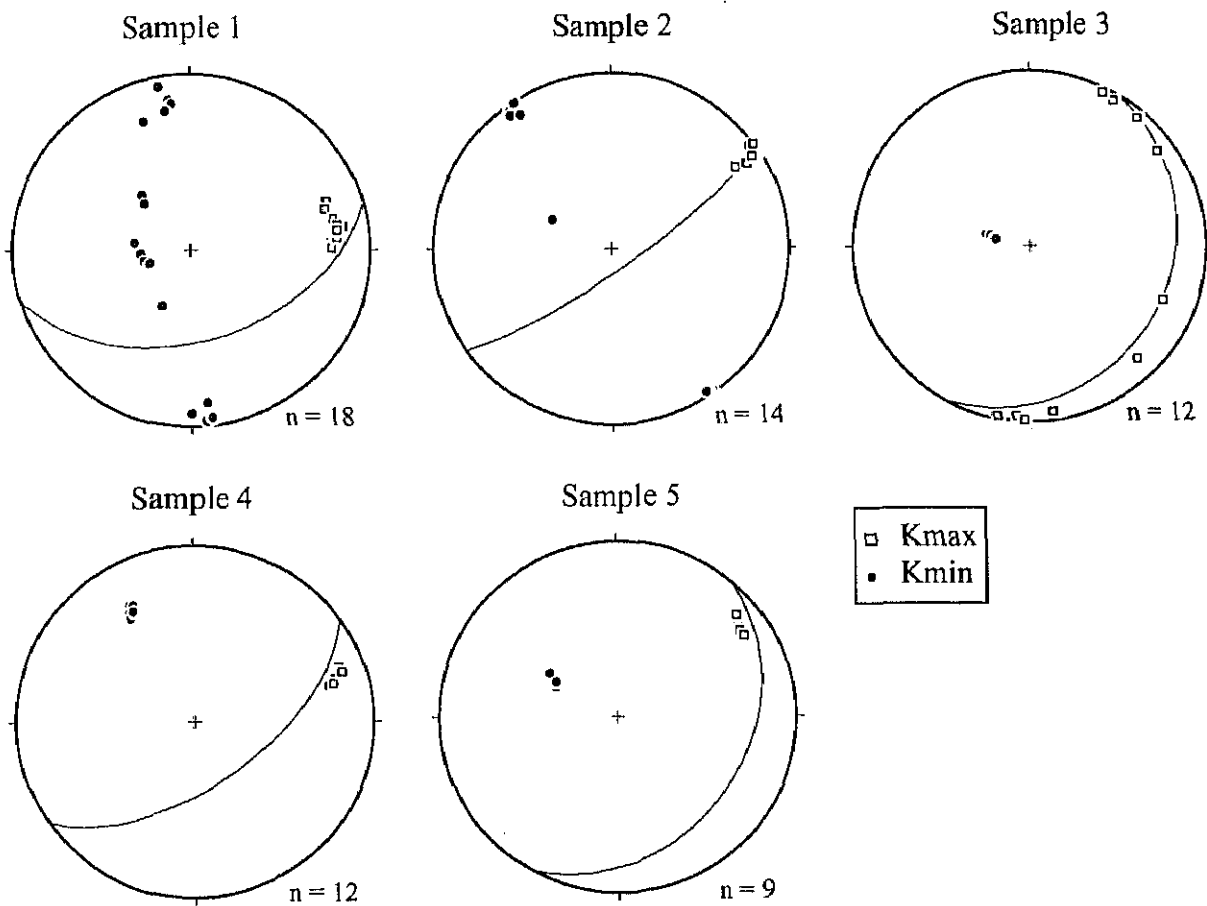 Sample 1
Sample 2
Sample 3
n = 18
n = 14
n = 12
Sample 4
Sample 5
Kmax
Kmin
n = 12
n = 9